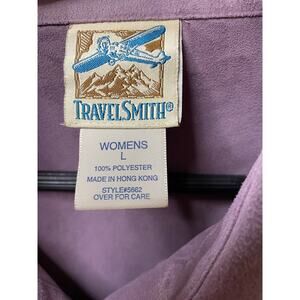 TRAVELSMITH®
WOMENS
L
100% POLYESTER
MADE IN HONG KONG
STYLE#5662
OVER FOR CARE